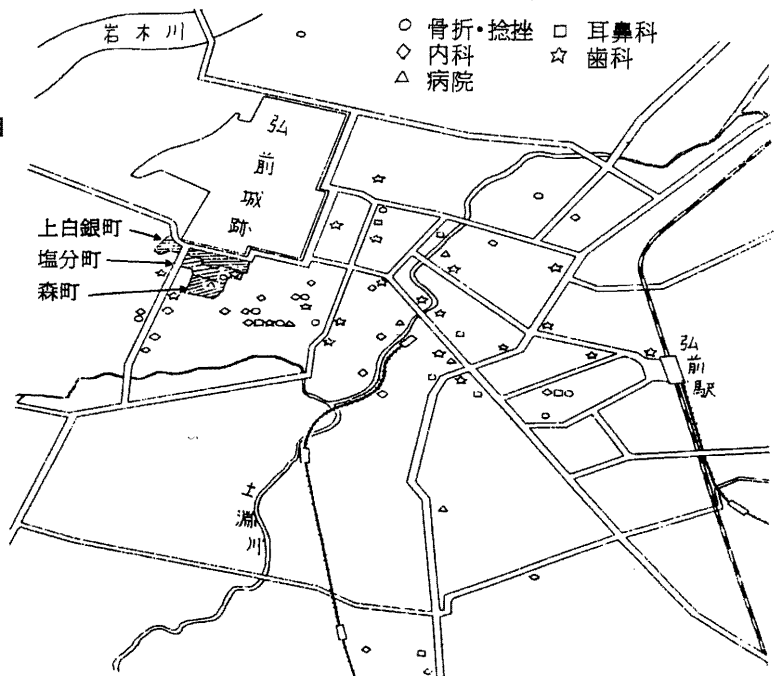 岩木川
○ 骨折・捻挫 □ 耳鼻科
◇ 内科 ☆ 歯科
△ 病院
弘前城跡
上白銀町
塩分町
森町
弘前駅
土淵川